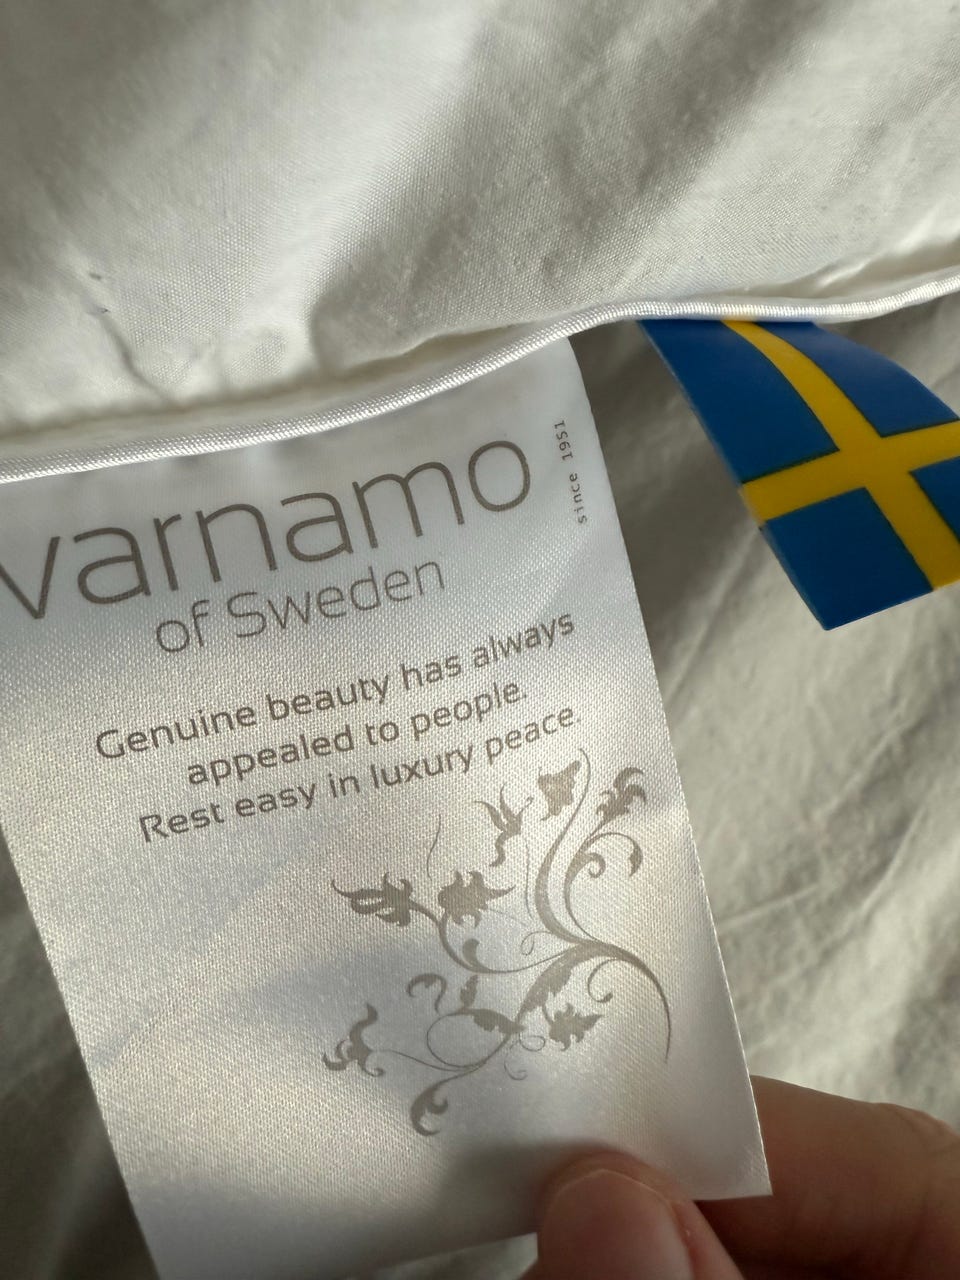 varnamo
since 1951
of Sweden
Genuine beauty has always
appealed to people.
Rest easy in luxury peace.